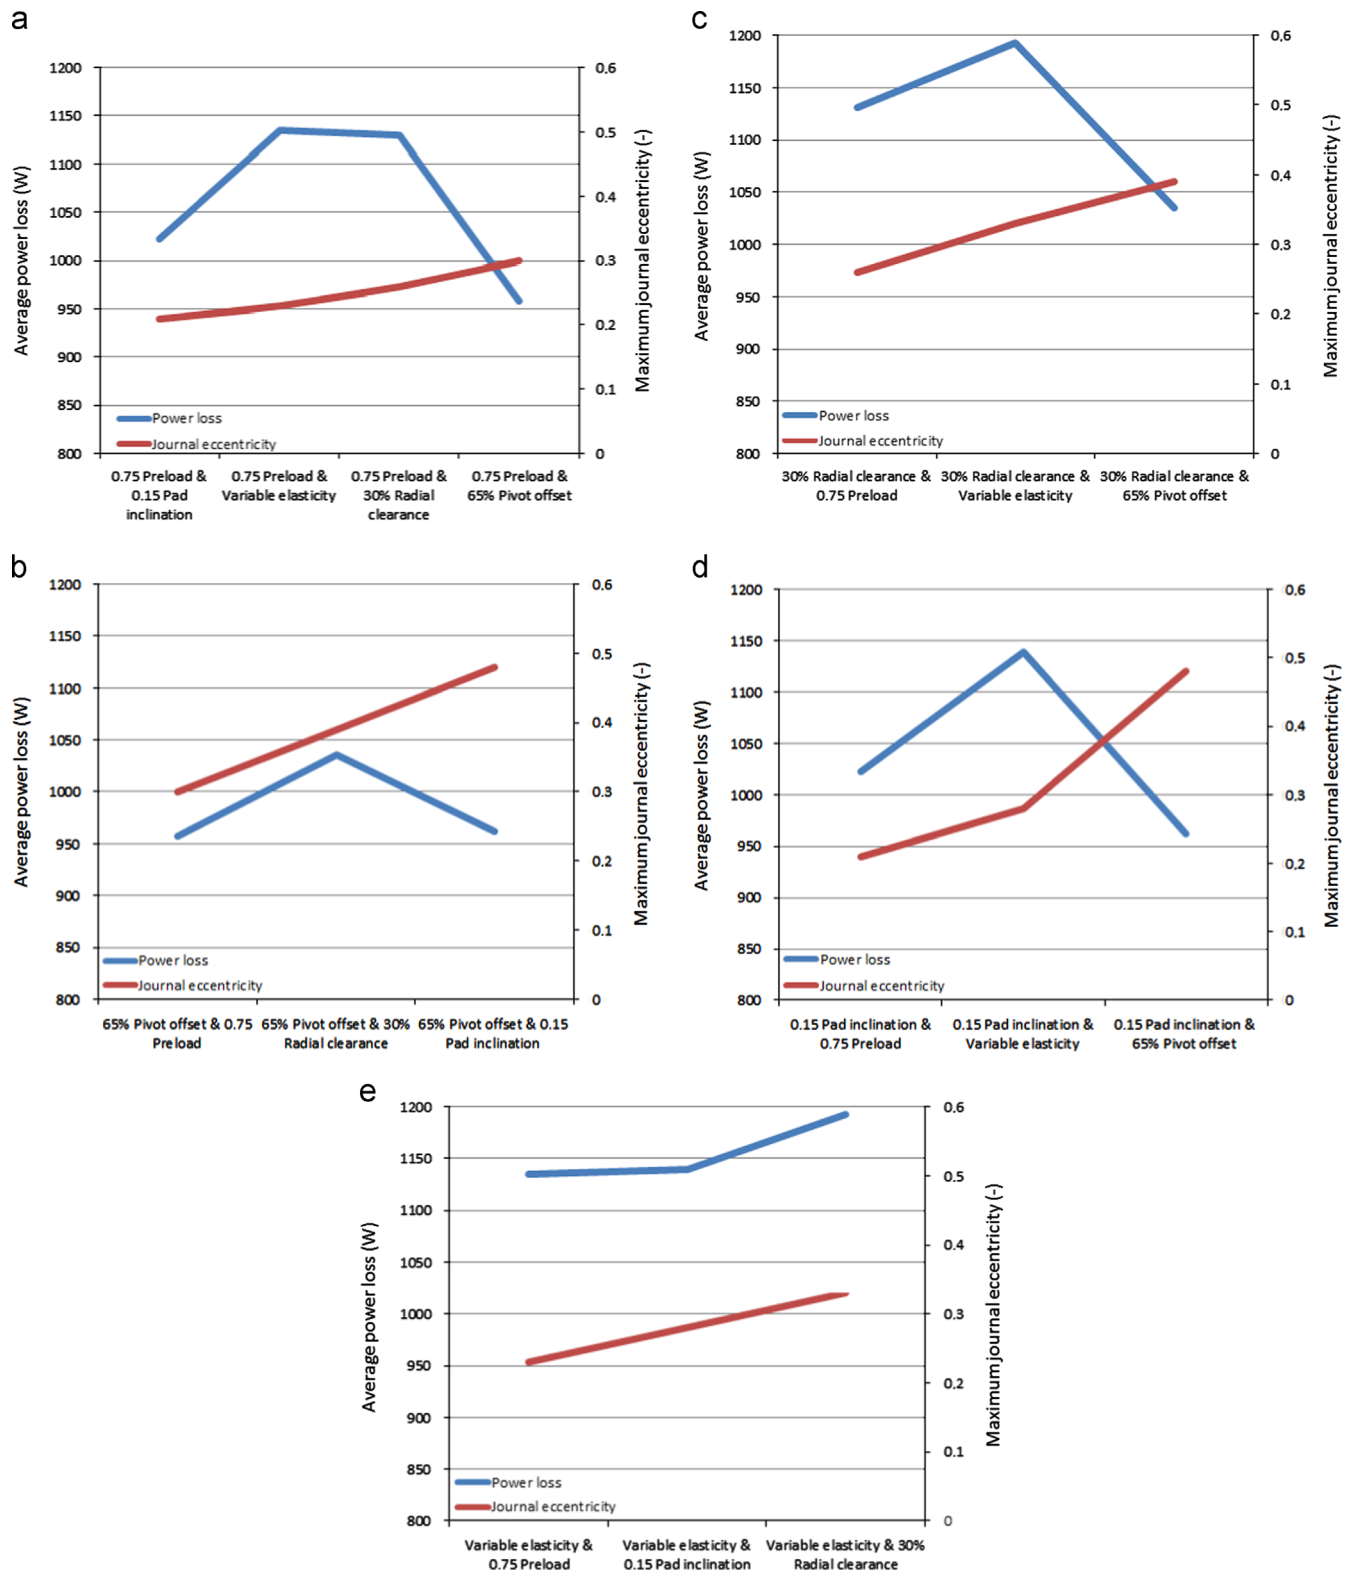 a
1200
1150
1100
1050
1000
950
900
850
800
Average power loss (W)
0,6
0,5
0,4
0,3
0,2
0,1
0
Maximum journal eccentricity (-)
Power loss
Journal eccentricity
0.75 Preload &
0.15 Pad
inclination
0.75 Preload &
Variable elasticity
0.75 Preload &
30% Radial
clearance
0.75 Preload &
65% Pivot offset
c
1200
1150
1100
1050
1000
950
900
850
800
Average power loss (W)
0,6
0,5
0,4
0,3
0,2
0,1
0
Maximum journal eccentricity (-)
Power loss
Journal eccentricity
30% Radial clearance &
0.75 Preload
30% Radial clearance &
Variable elasticity
30% Radial clearance &
65% Pivot offset
b
1200
1150
1100
1050
1000
950
900
850
800
Average power loss (W)
0.6
0.5
0.4
0.3
0.2
0.1
0
Maximum journal eccentricity (-)
Power loss
Journal eccentricity
65% Pivot offset & 0.75
Preload
65% Pivot offset & 30%
Radial clearance
65% Pivot offset & 0.15
Pad inclination
d
1200
1150
1100
1050
1000
950
900
850
800
Average power loss (W)
0,6
0,5
0,4
0,3
0,2
0,1
0
Maximum journal eccentricity (-)
Power loss
Journal eccentricity
0.15 Pad inclination &
0.75 Preload
0.15 Pad inclination &
Variable elasticity
0.15 Pad inclination &
65% Pivot offset
e
1200
1150
1100
1050
1000
950
900
850
800
Average power loss (W)
0.6
0.5
0.4
0.3
0.2
0.1
0
Maximum journal eccentricity (-)
Power loss
Journal eccentricity
Variable elasticity &
0.75 Preload
Variable elasticity &
0.15 Pad inclination
Variable elasticity & 30%
Radial clearance